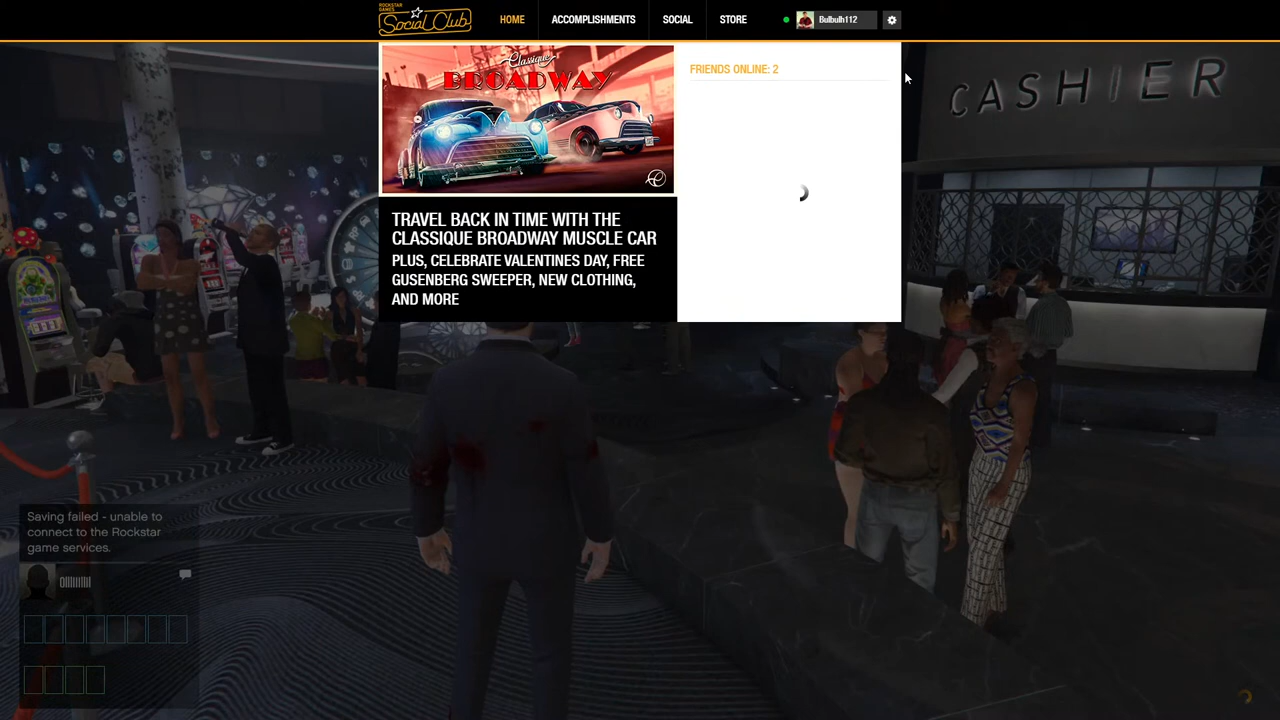 ROCKSTAR
GAMES
Social Club
HOME
ACCOMPLISHMENTS
SOCIAL
STORE
Bulbulh112
Classique
BROADWAY
FRIENDS ONLINE: 2
CASHIER
TRAVEL BACK IN TIME WITH THE
CLASSIQUE BROADWAY MUSCLE CAR
PLUS, CELEBRATE VALENTINES DAY, FREE
GUSENBERG SWEEPER, NEW CLOTHING,
AND MORE
Saving failed - unable to
connect to the Rockstar
game services.